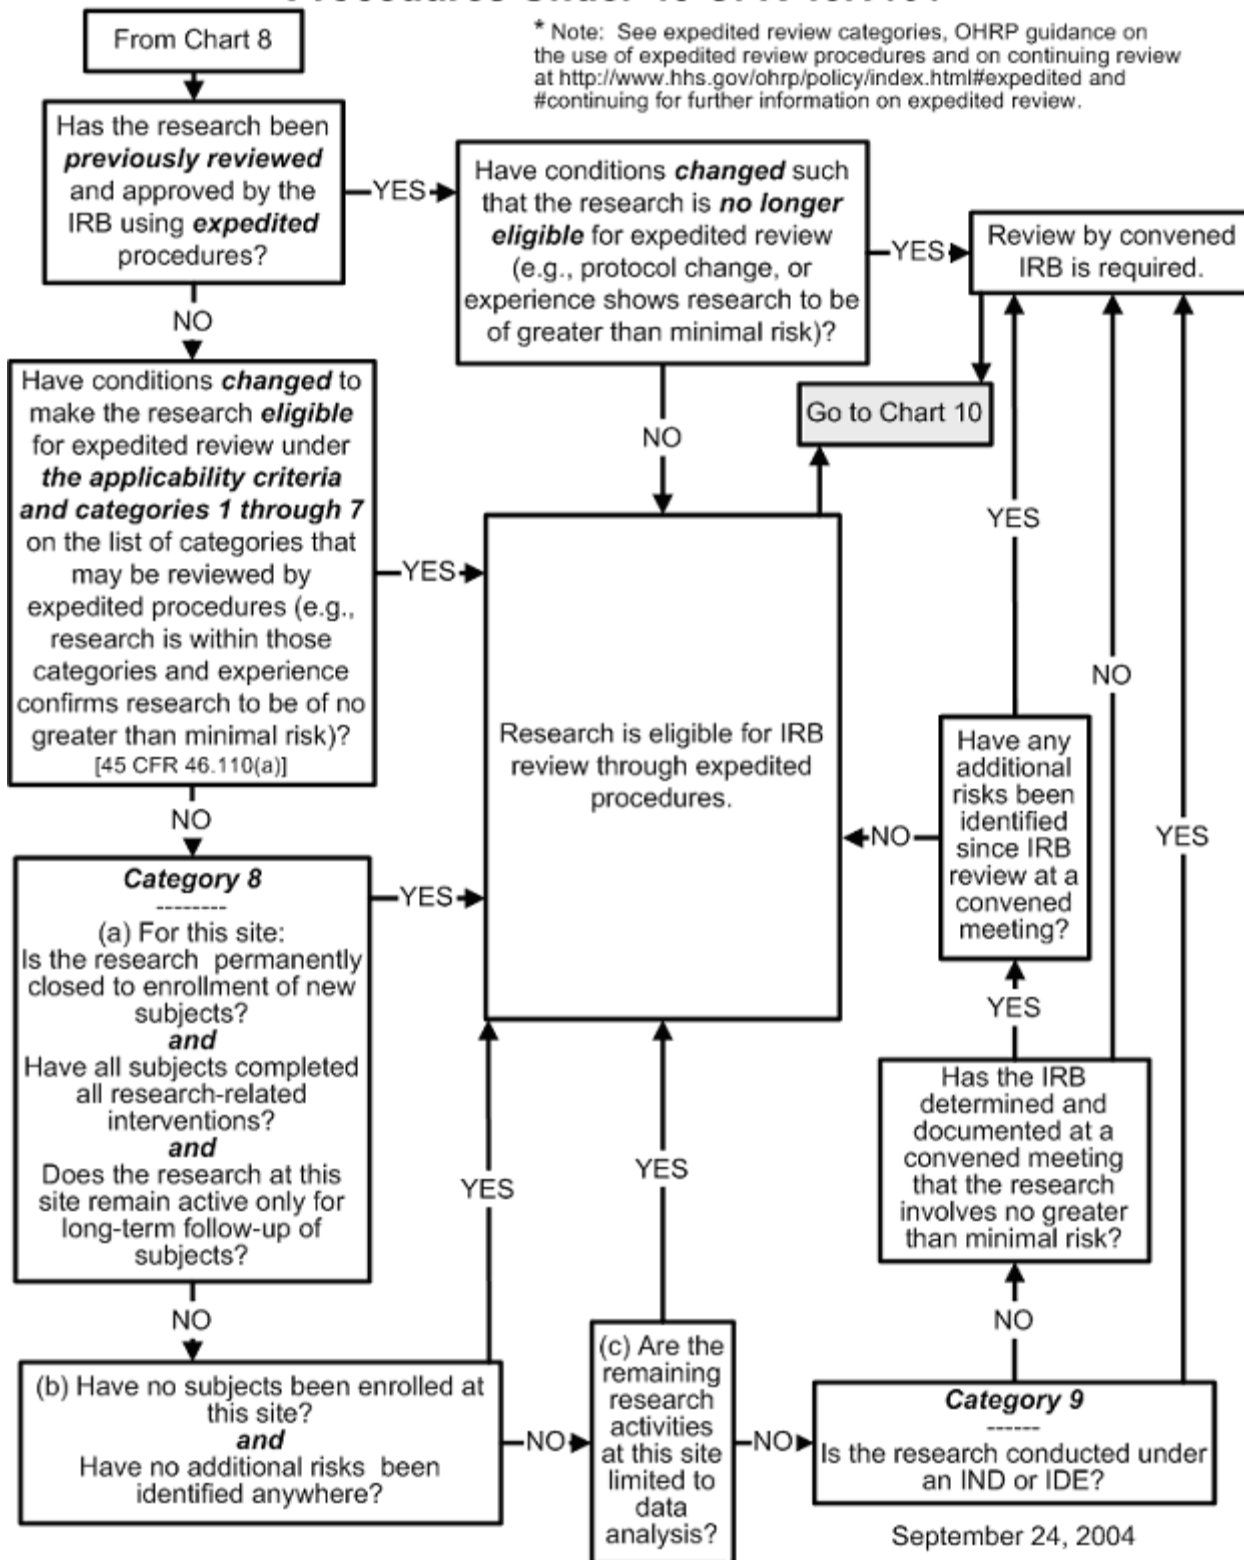 From Chart 8
* Note: See expedited review categories, OHRP guidance on
the use of expedited review procedures and on continuing review
at http://www.hhs.gov/ohrp/policy/index.html#expedited and
#continuing for further information on expedited review.
Has the research been
previously reviewed
and approved by the
IRB using expedited
procedures?
YES
Have conditions changed such
that the research is no longer
eligible for expedited review
(e.g., protocol change, or
experience shows research to be
of greater than minimal risk)?
YES
Review by convened
IRB is required.
NO
Have conditions changed to
make the research eligible
for expedited review under
the applicability criteria
and categories 1 through 7
on the list of categories that
may be reviewed by
expedited procedures (e.g.,
research is within those
categories and experience
confirms research to be of no
greater than minimal risk)?
[45 CFR 46.110(a)]
NO
Go to Chart 10
YES
Research is eligible for IRB
review through expedited
procedures.
YES
NO
YES
NO
Have any
additional
risks been
identified
since IRB
review at a
convened
meeting?
NO
Category 8
--------
(a) For this site:
Is the research permanently
closed to enrollment of new
subjects?
and
Have all subjects completed
all research-related
interventions?
and
Does the research at this
site remain active only for
long-term follow-up of
subjects?
YES
YES
Has the IRB
determined and
documented at a
convened meeting
that the research
involves no greater
than minimal risk?
YES
YES
NO
NO
(b) Have no subjects been enrolled at
this site?
and
Have no additional risks been
identified anywhere?
NO
(c) Are the
remaining
research
activities
at this site
limited to
data
analysis?
NO
Category 9
------
Is the research conducted under
an IND or IDE?
September 24, 2004